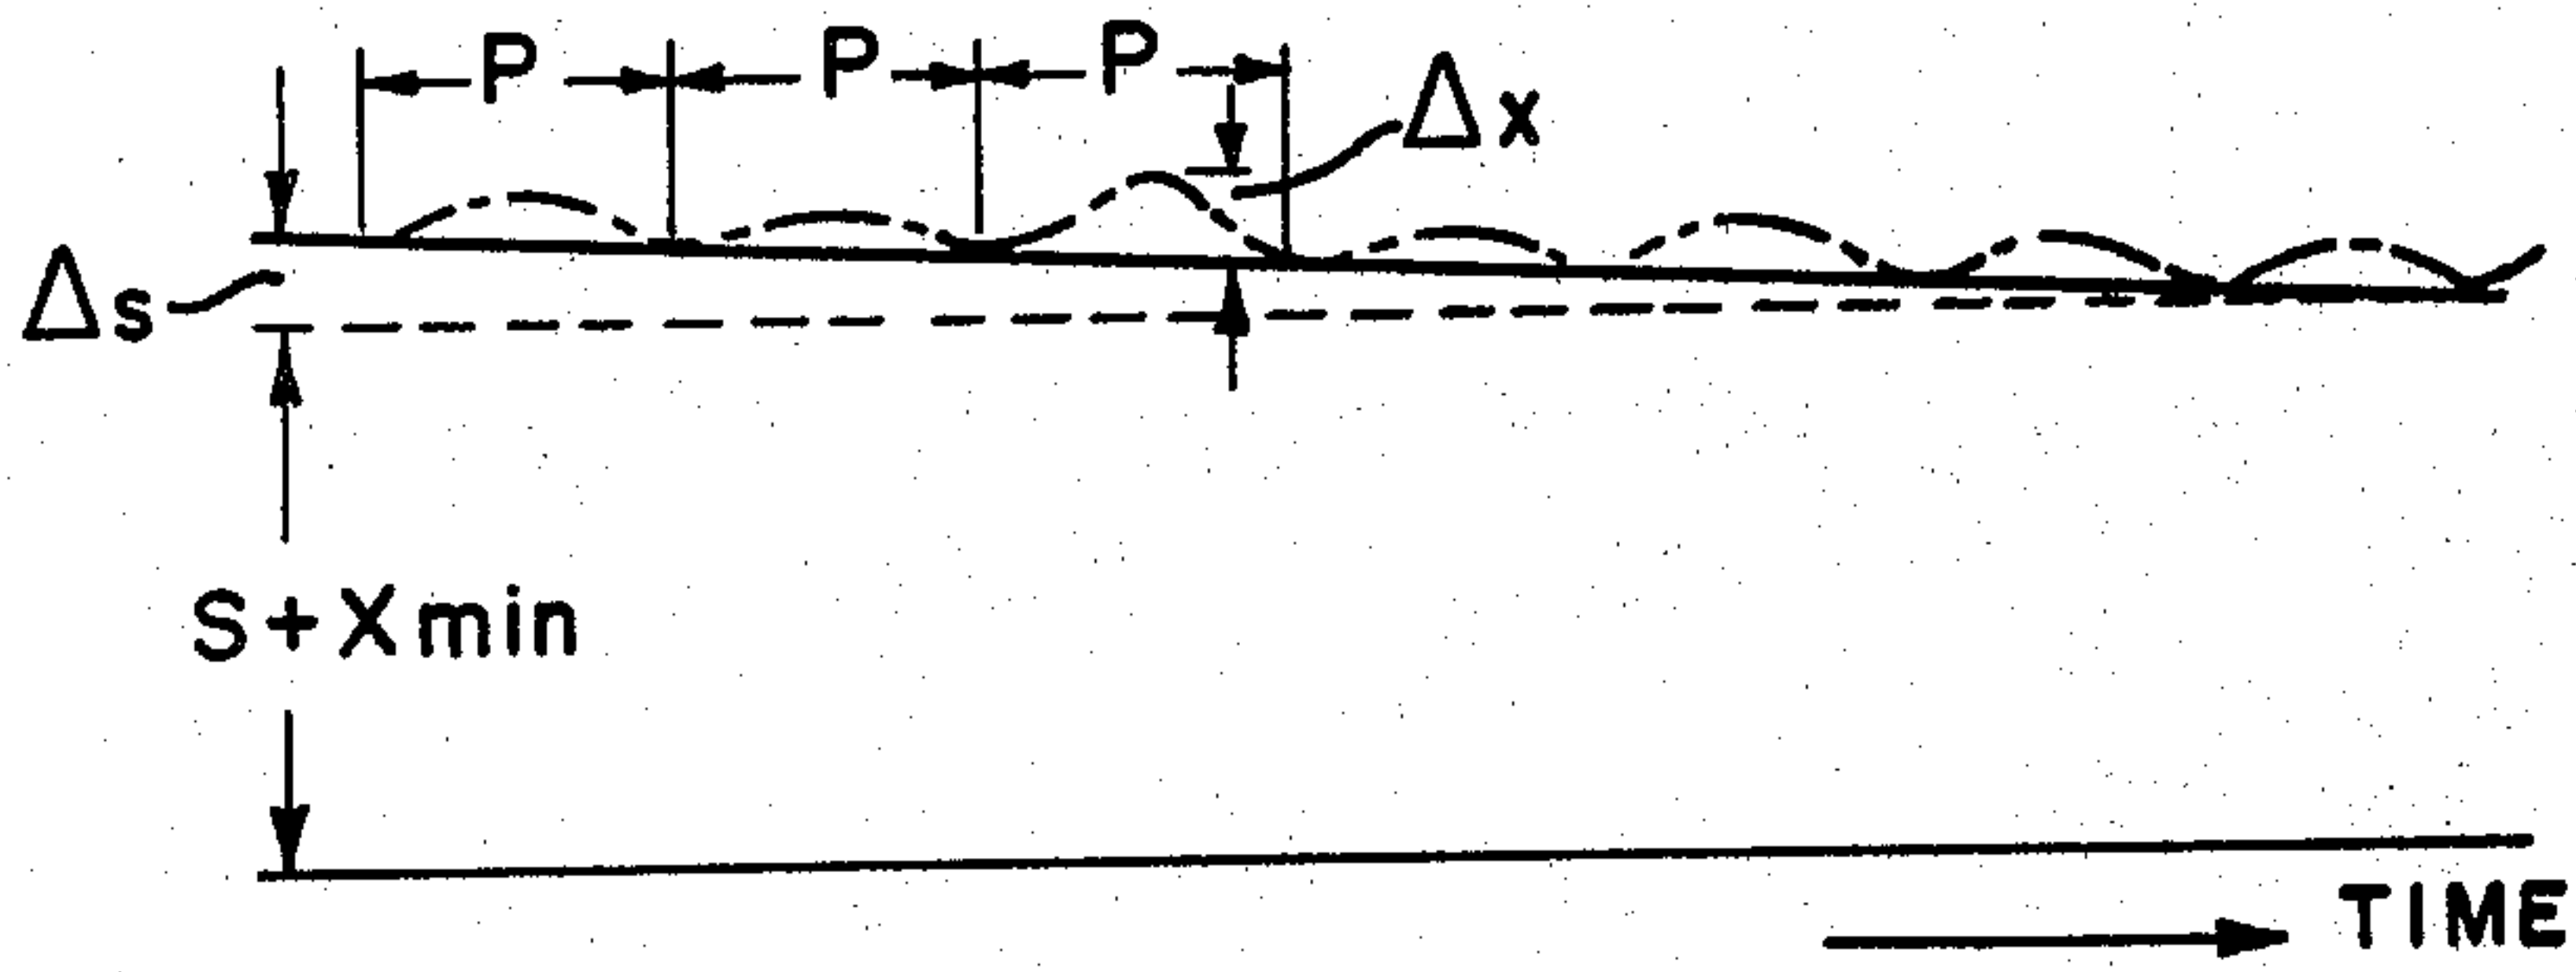 P P P
Δx
Δs
S+Xmin
TIME